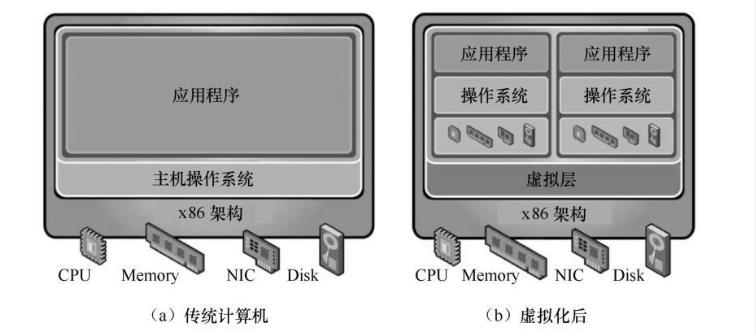 应用程序
主机操作系统
x86 架构
CPU Memory NIC Disk
（a）传统计算机
应用程序 应用程序
操作系统 操作系统
虚拟层
x86 架构
CPU Memory NIC Disk
（b）虚拟化后